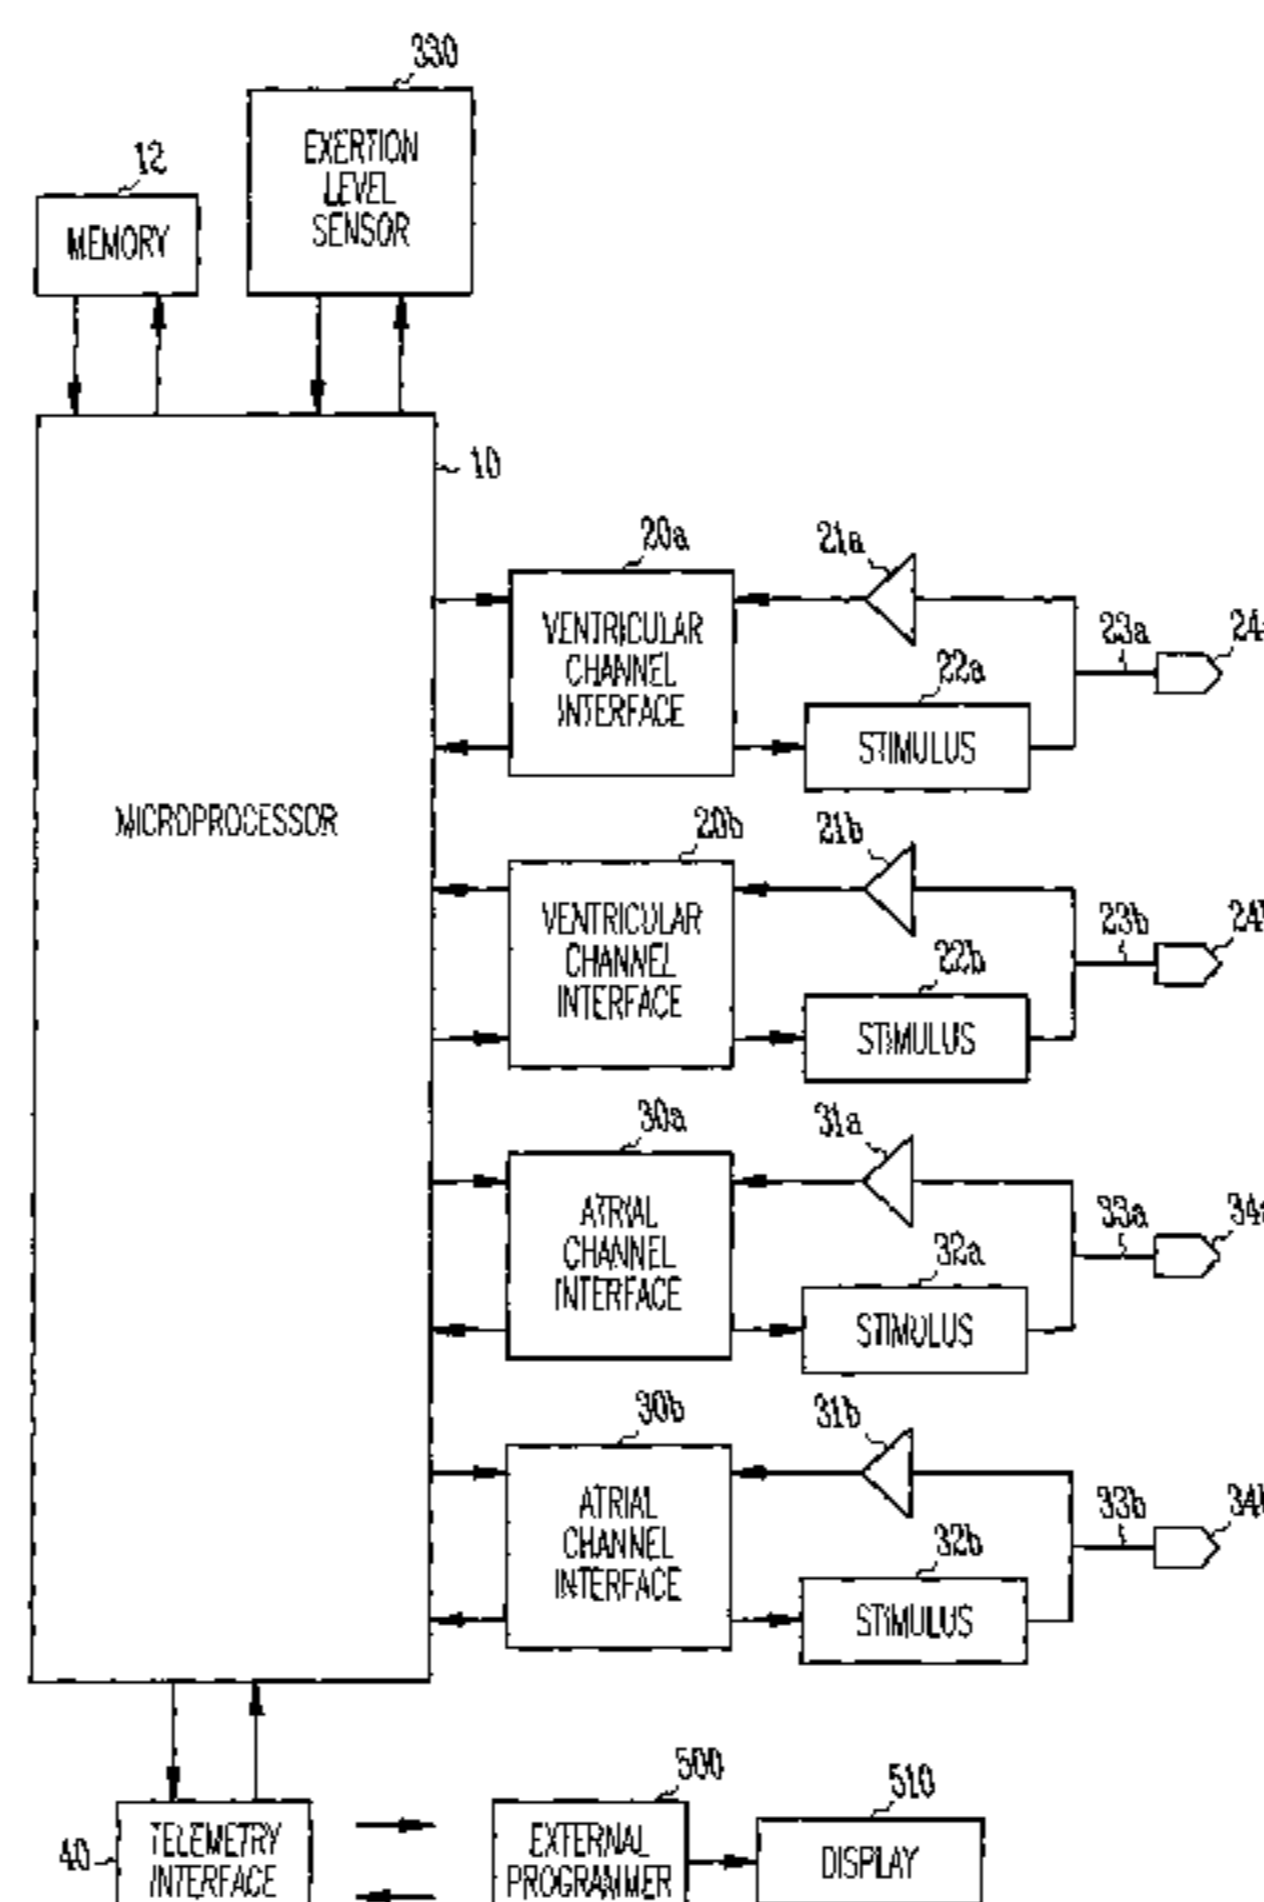 330
EXERTION
LEVEL
SENSOR
12
MEMORY
10
MICROPROCESSOR
20a
VENTRICULAR
CHANNEL
INTERFACE
21a
22a
STIMULUS
23a
20b
VENTRICULAR
CHANNEL
INTERFACE
21b
22b
STIMULUS
23b
30a
ATRIAL
CHANNEL
INTERFACE
31a
32a
STIMULUS
33a
30b
ATRIAL
CHANNEL
INTERFACE
31b
32b
STIMULUS
33b
40
TELEMETRY
INTERFACE
500
EXTERNAL
PROGRAMMER
510
DISPLAY